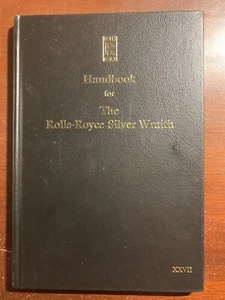 Handbook
for
The
Rolls-Royce Silver Wraith
XXVII